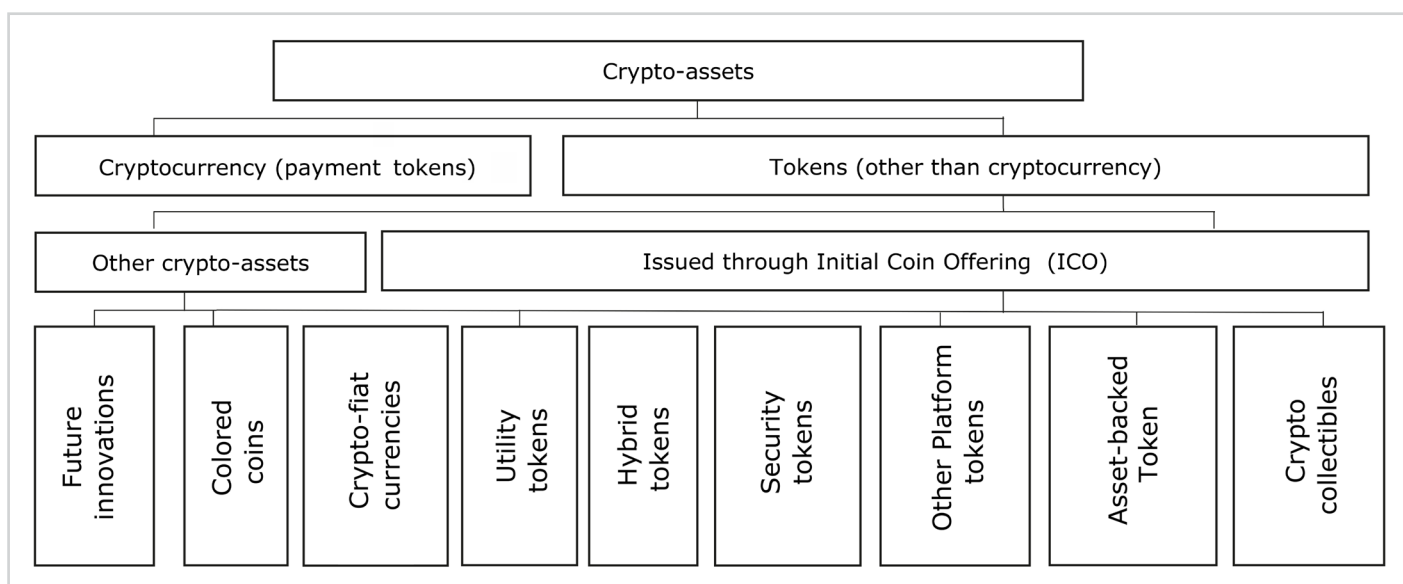 Crypto-assets
Cryptocurrency (payment tokens)
Tokens (other than cryptocurrency)
Other crypto-assets
Issued through Initial Coin Offering (ICO)
Future
innovations
Colored
coins
Crypto-fiat
currencies
Utility
tokens
Hybrid
tokens
Security
tokens
Other Platform
tokens
Asset-backed
Token
Crypto
collectibles